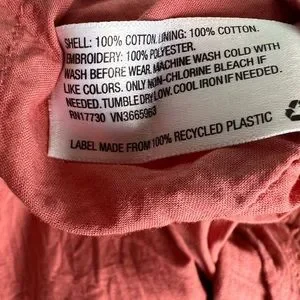 SHELL: 100% COTTON. LINING: 100% COTTON.
EMBROIDERY: 100% POLYESTER.
WASH BEFORE WEAR. MACHINE WASH COLD WITH
LIKE COLORS. ONLY NON-CHLORINE BLEACH IF
NEEDED. TUMBLE DRY LOW. COOL IRON IF NEEDED.
RN17730 VN3665963
LABEL MADE FROM 100% RECYCLED PLASTIC